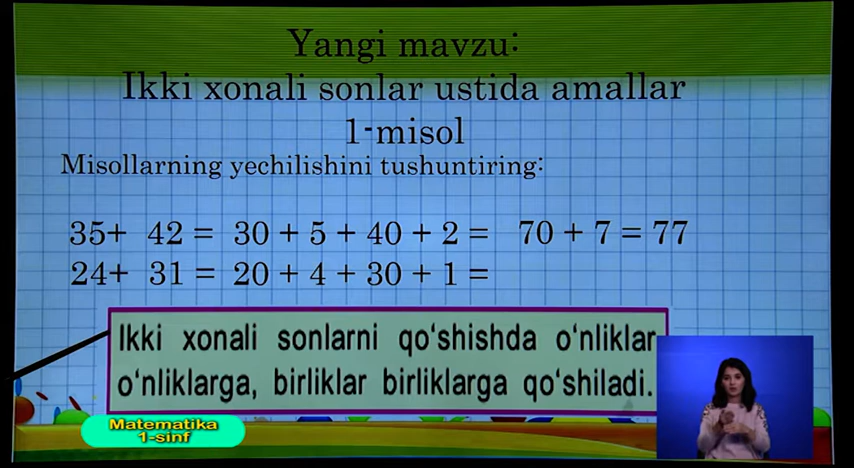 Yangi mavzu:
Ikki xonali sonlar ustida amallar
1-misol
Misollarning yechilishini tushuntiring:
35+ 42 = 30 + 5 + 40 + 2 = 70 + 7 = 77
24+ 31 = 20 + 4 + 30 + 1 =
Ikki xonali sonlarni qo‘shishda o‘nliklar
o‘nliklarga, birliklar birliklarga qo‘shiladi.
Matematika
1-sinf